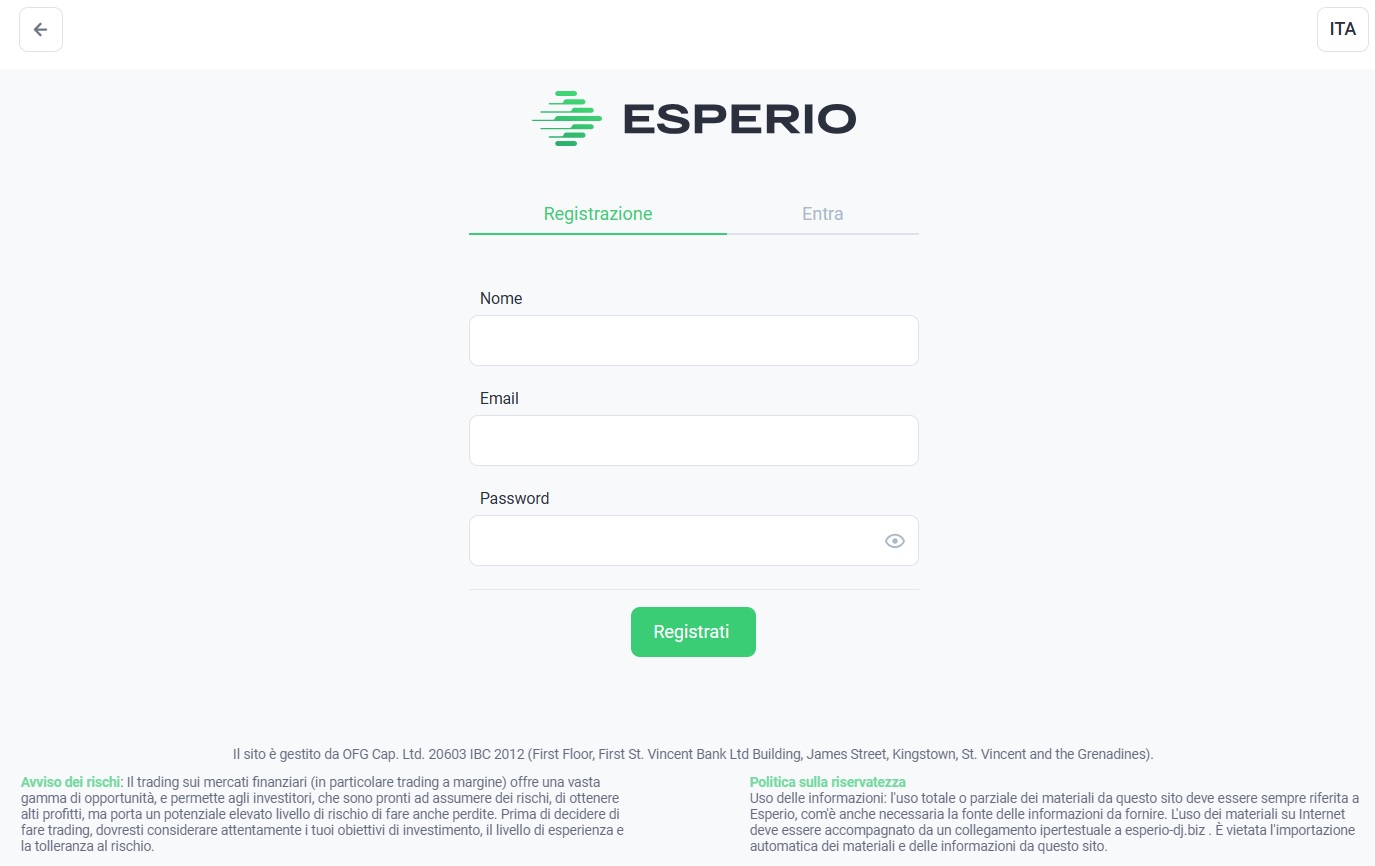 ITA
ESPERIO
Registrazione
Entra
Nome
Email
Password
Registrati
Il sito è gestito da OFG Cap. Ltd. 20603 IBC 2012 (First Floor, First St. Vincent Bank Ltd Building, James Street, Kingstown, St. Vincent and the Grenadines).
Avviso dei rischi: Il trading sui mercati finanziari (in particolare trading a margine) offre una vasta
gamma di opportunità, e permette agli investitori, che sono pronti ad assumere dei rischi, di ottenere
alti profitti, ma porta un potenziale elevato livello di rischio di fare anche perdite. Prima di decidere di
fare trading, dovresti considerare attentamente i tuoi obiettivi di investimento, il livello di esperienza e
la tolleranza al rischio.
Politica sulla riservatezza
Uso delle informazioni: l'uso totale o parziale dei materiali da questo sito deve essere sempre riferita a
Esperio, com'è anche necessaria la fonte delle informazioni da fornire. L'uso dei materiali su Internet
deve essere accompagnato da un collegamento ipertestuale a esperio-dj.biz . È vietata l'importazione
automatica dei materiali e delle informazioni da questo sito.